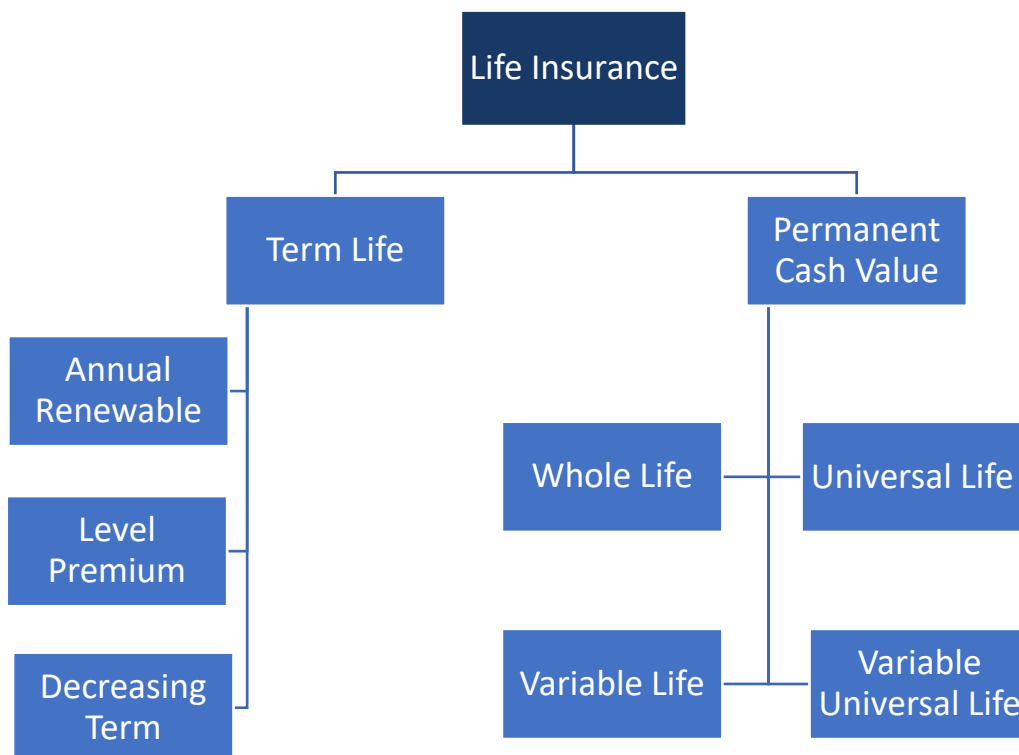 Life Insurance
Term Life
Permanent
Cash Value
Annual
Renewable
Level
Premium
Decreasing
Term
Whole Life
Universal Life
Variable Life
Variable
Universal Life